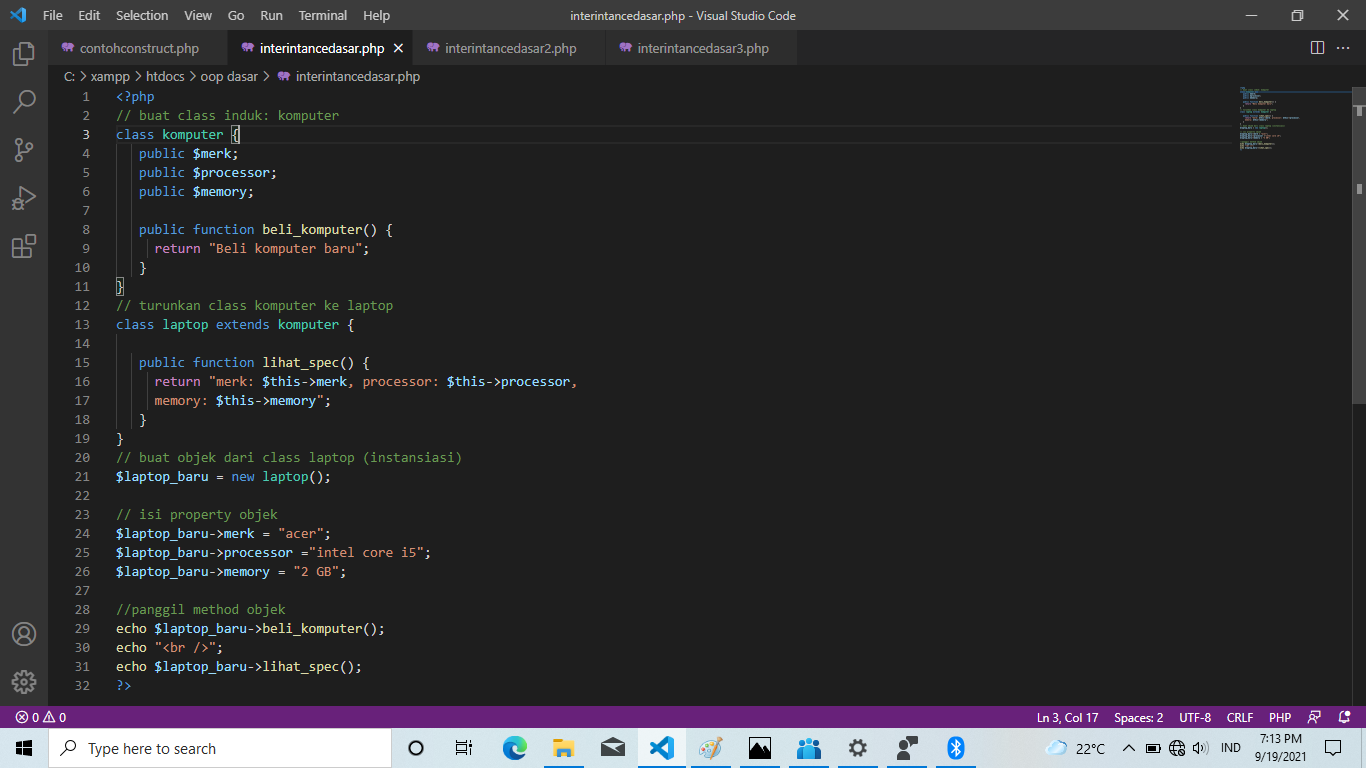 File Edit Selection View Go Run Terminal Help interintancedasar.php - Visual Studio Code
contohconstruct.php interintancedasar.php interintancedasar2.php interintancedasar3.php
C: > xampp > htdocs > oop dasar > interintancedasar.php
1 <?php
2 // buat class induk: komputer
3 class komputer {
4 public $merk;
5 public $processor;
6 public $memory;
7
8 public function beli_komputer() {
9 return "Beli komputer baru";
10 }
11 }
12 // turunkan class komputer ke laptop
13 class laptop extends komputer {
14
15 public function lihat_spec() {
16 return "merk: $this->merk, processor: $this->processor,
17 memory: $this->memory";
18 }
19 }
20 // buat objek dari class laptop (instansiasi)
21 $laptop_baru = new laptop();
22
23 // isi property objek
24 $laptop_baru->merk = "acer";
25 $laptop_baru->processor ="intel core i5";
26 $laptop_baru->memory = "2 GB";
27
28 //panggil method objek
29 echo $laptop_baru->beli_komputer();
30 echo "<br />";
31 echo $laptop_baru->lihat_spec();
32 ?>
0 0 Ln 3, Col 17 Spaces: 2 UTF-8 CRLF PHP
Type here to search 22°C IND 7:13 PM
9/19/2021